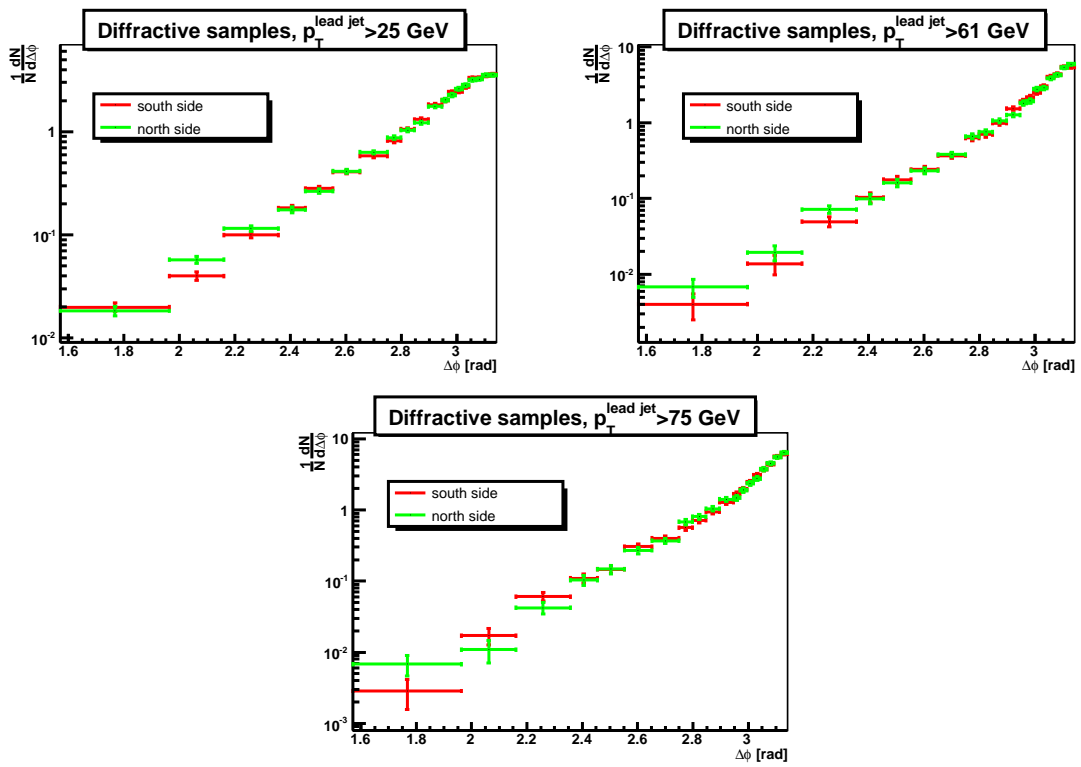 Diffractive samples, p_T^lead jet >25 GeV
1/N dN/dΔφ
south side
north side
1
10^-1
10^-2
1.6 1.8 2 2.2 2.4 2.6 2.8 3
Δφ [rad]
Diffractive samples, p_T^lead jet >61 GeV
1/N dN/dΔφ
10
south side
north side
1
10^-1
10^-2
1.6 1.8 2 2.2 2.4 2.6 2.8 3
Δφ [rad]
Diffractive samples, p_T^lead jet >75 GeV
1/N dN/dΔφ
10
south side
north side
1
10^-1
10^-2
10^-3
1.6 1.8 2 2.2 2.4 2.6 2.8 3
Δφ [rad]